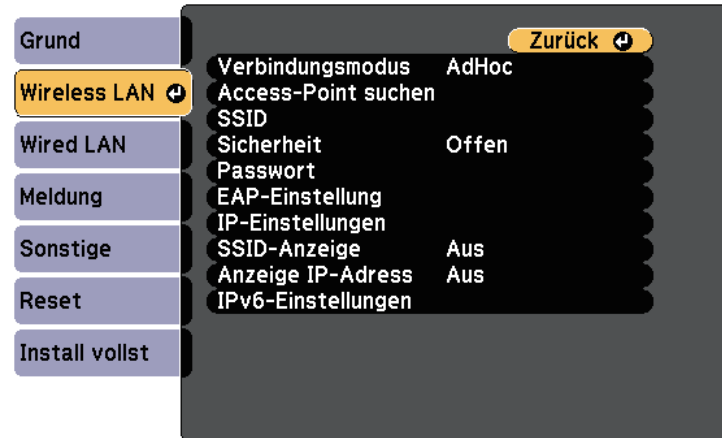 Grund
Wireless LAN
Wired LAN
Meldung
Sonstige
Reset
Install vollst
Zurück
Verbindungsmodus AdHoc
Access-Point suchen
SSID
Sicherheit Offen
Passwort
EAP-Einstellung
IP-Einstellungen
SSID-Anzeige Aus
Anzeige IP-Adress Aus
IPv6-Einstellungen